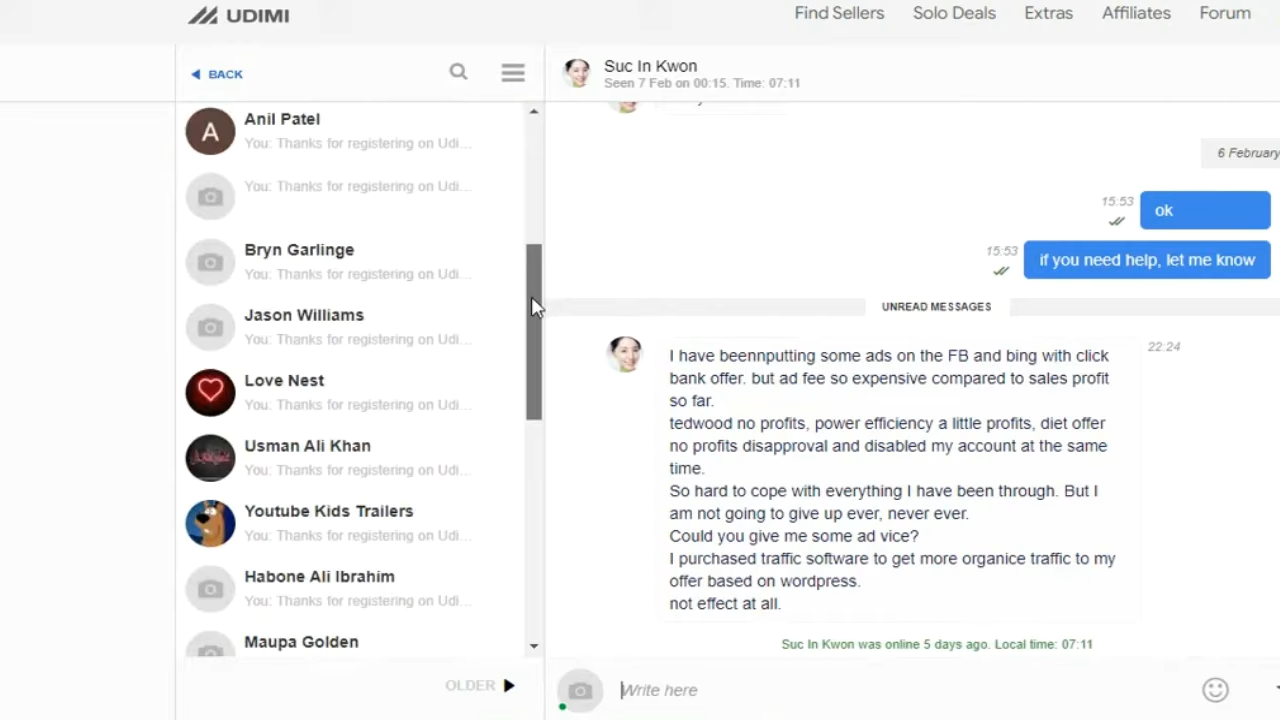 UDIMI
Find Sellers Solo Deals Extras Affiliates Forum
BACK
Anil Patel
You: Thanks for registering on Udi...
You: Thanks for registering on Udi...
Bryn Garlinge
You: Thanks for registering on Udi...
Jason Williams
You: Thanks for registering on Udi...
Love Nest
You: Thanks for registering on Udi...
Usman Ali Khan
You: Thanks for registering on Udi...
Youtube Kids Trailers
You: Thanks for registering on Udi...
Habone Ali Ibrahim
You: Thanks for registering on Udi...
Maupa Golden
OLDER
Suc In Kwon
Seen 7 Feb on 00:15. Time: 07:11
6 February
15:53
ok
15:53
if you need help, let me know
UNREAD MESSAGES
I have beennputting some ads on the FB and bing with click
bank offer. but ad fee so expensive compared to sales profit
so far.
tedwood no profits, power efficiency a little profits, diet offer
no profits disapproval and disabled my account at the same
time.
So hard to cope with everything I have been through. But I
am not going to give up ever, never ever.
Could you give me some ad vice?
I purchased traffic software to get more organice traffic to my
offer based on wordpress.
not effect at all.
22:24
Suc In Kwon was online 5 days ago. Local time: 07:11
Write here